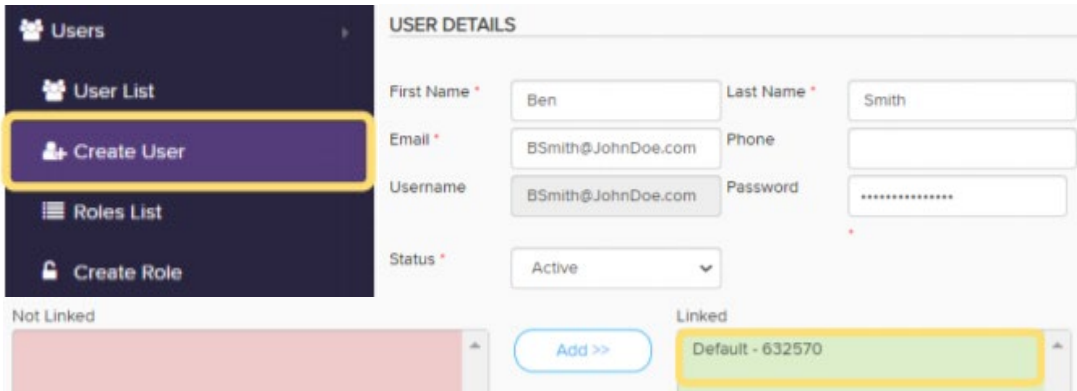 Users
User List
Create User
Roles List
Create Role
USER DETAILS
First Name * Ben Last Name * Smith
Email * BSmith@JohnDoe.com Phone
Username BSmith@JohnDoe.com Password •••••••••••••••
*
Status * Active
Not Linked Add >> Linked
Default - 632570